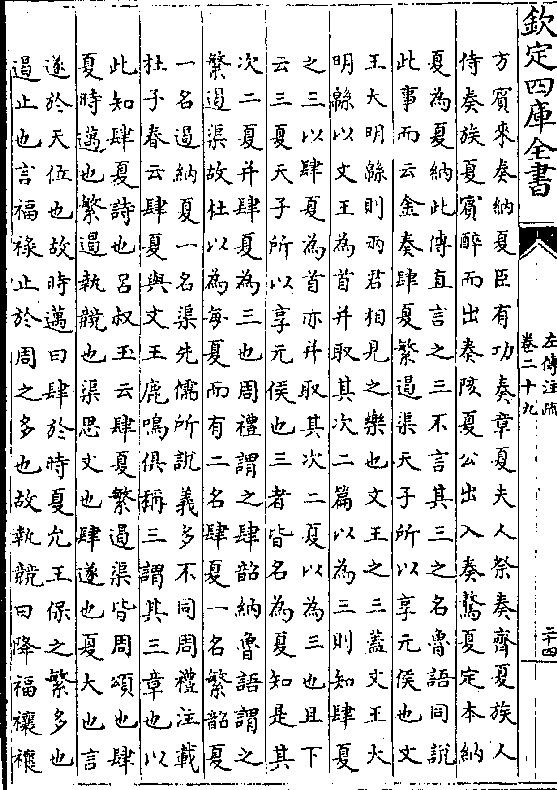 欽定四庫全書
左傳注疏
卷二十九
二十四
方賓來奏納夏臣有功奏章夏夫人祭奏齊夏族人
侍奏族夏賓醉而出奏陔夏公出入奏驁夏定本納
夏為夏納此傳直言之三不言其三之名魯語同說
此事而云金奏肆夏繁遏渠天子所以享元侯也文
王大明緜則兩君相見之樂也文王之三蓋文王大
明緜以文王為首并取其次二篇以為三則知肆夏
之三以肆夏為首亦并取其次二夏以為三也且下
云三夏天子所以享元侯也三者皆名為夏知是其
次二夏并肆夏為三也周禮謂之肆韶納魯語謂之
繁遏渠故杜以為每夏而有二名肆夏一名繁韶夏
一名遏納夏一名渠先儒所說義多不同周禮注載
杜子春云肆夏與文王鹿鳴俱稱三謂其三章也以
此知肆夏詩也呂叔玉云肆夏繁遏渠皆周頌也肆
夏時邁也繁遏執競也渠思文也肆遂也夏大也言
遂於天位也故時邁曰肆於時夏允王保之繁多也
遏止也言福祿止於周之多也故執競曰降福穰穰